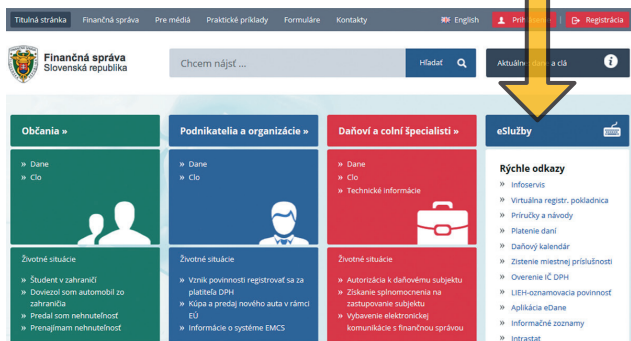 Titulná stránka Finančná správa Pre médiá Praktické príklady Formuláre Kontakty English Registrácia
Finančná správa
Slovenská republika
Chcem nájsť ...
Hľadať
Aktuálne dane a clá
Občania »
» Dane
» Clo
Životné situácie
» Študent v zahraničí
» Doviezol som automobil zo
zahraničia
» Predal som nehnuteľnosť
» Prenajímam nehnuteľnosť
Podnikatelia a organizácie »
» Dane
» Clo
Životné situácie
» Vznik povinnosti registrovať sa za
platiteľa DPH
» Kúpa a predaj nového auta v rámci
EÚ
» Informácie o systéme EMCS
Daňoví a colní špecialisti »
» Dane
» Clo
» Technické informácie
Životné situácie
» Autorizácia k daňovému subjektu
» Získanie splnomocnenia na
zastupovanie subjektu
» Vybavenie elektronickej
komunikácie s finančnou správou
eSlužby
Rýchle odkazy
» Infoservis
» Virtuálna registr. pokladnica
» Príručky a návody
» Platenie daní
» Daňový kalendár
» Zistenie miestnej príslušnosti
» Overenie IČ DPH
» LIEH-oznamovacia povinnosť
» Aplikácia eDane
» Informačné zoznamy
» Intrastat